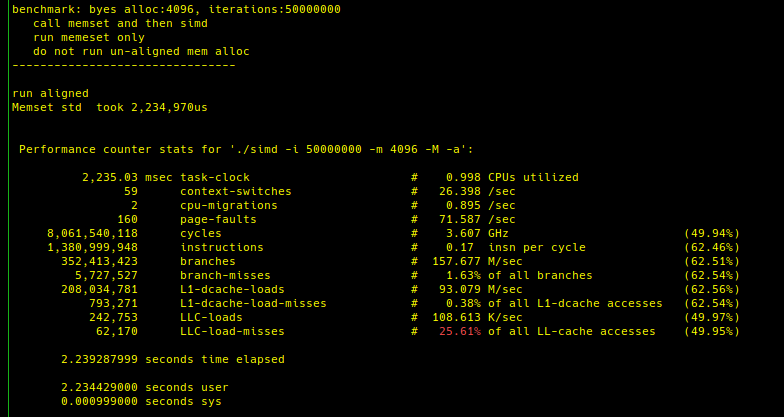 benchmark: byes alloc:4096, iterations:50000000
call memset and then simd
run memeset only
do not run un-aligned mem alloc
--------------------------------
run aligned
Memset std  took 2,234,970us
Performance counter stats for './simd -i 50000000 -m 4096 -M -a':
2,235.03 msec task-clock # 0.998 CPUs utilized
59 context-switches # 26.398 /sec
2 cpu-migrations # 0.895 /sec
160 page-faults # 71.587 /sec
8,061,540,118 cycles # 3.607 GHz (49.94%)
1,380,999,948 instructions # 0.17 insn per cycle (62.46%)
352,413,423 branches # 157.677 M/sec (62.51%)
5,727,527 branch-misses # 1.63% of all branches (62.54%)
208,034,781 L1-dcache-loads # 93.079 M/sec (62.56%)
793,271 L1-dcache-load-misses # 0.38% of all L1-dcache accesses (62.54%)
242,753 LLC-loads # 108.613 K/sec (49.97%)
62,170 LLC-load-misses # 25.61% of all LL-cache accesses (49.95%)
2.239287999 seconds time elapsed
2.234429000 seconds user
0.000999000 seconds sys